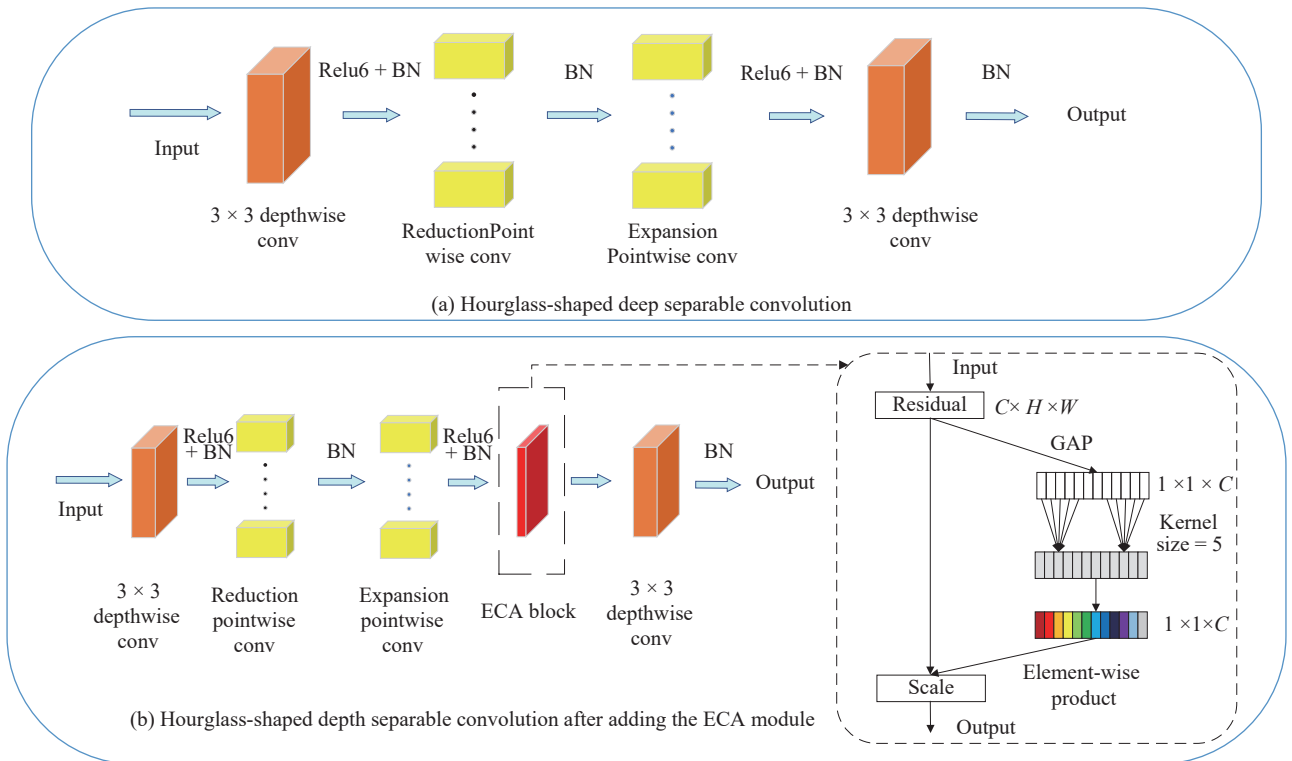 Relu6 + BN
BN
Relu6 + BN
BN
Input
Output
3 × 3 depthwise
conv
ReductionPoint
wise conv
Expansion
Pointwise conv
3 × 3 depthwise
conv
(a) Hourglass-shaped deep separable convolution
Input
Relu6
+ BN
BN
Relu6
+ BN
BN
Output
3 × 3
depthwise
conv
Reduction
pointwise
conv
Expansion
pointwise
conv
ECA block
3 × 3
depthwise
conv
Input
Residual
C× H ×W
GAP
1 ×1 × C
Kernel
size = 5
1 ×1×C
Element-wise
product
Scale
Output
(b) Hourglass-shaped depth separable convolution after adding the ECA module